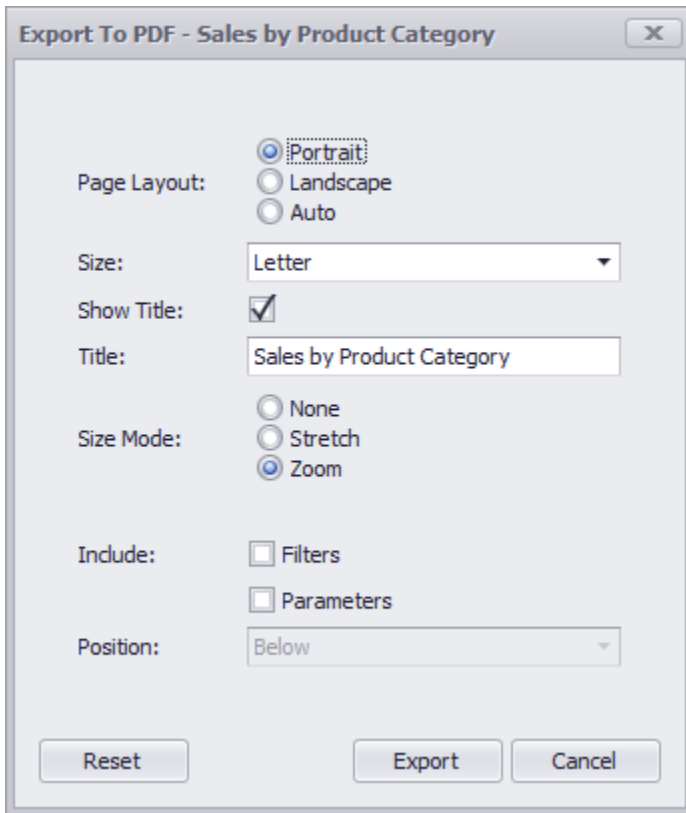 Export To PDF - Sales by Product Category
Page Layout:
Portrait
Landscape
Auto
Size:
Letter
Show Title:
Title:
Sales by Product Category
Size Mode:
None
Stretch
Zoom
Include:
Filters
Parameters
Position:
Below
Reset
Export
Cancel